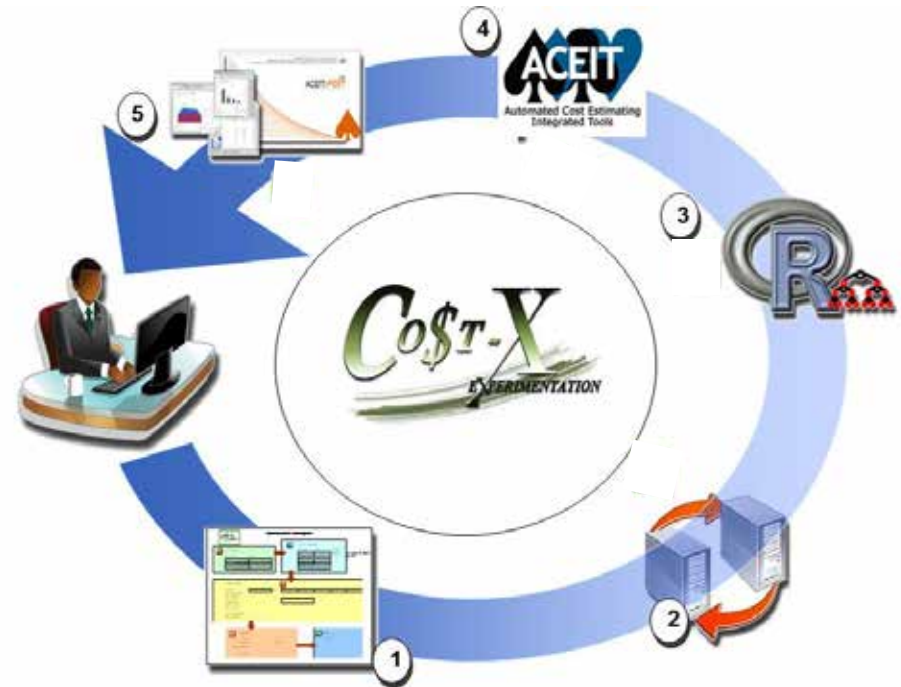 4
ACEIT
Automated Cost Estimating
Integrated Tools
5
3
R
CO$T-X
EXPERIMENTATION
2
1